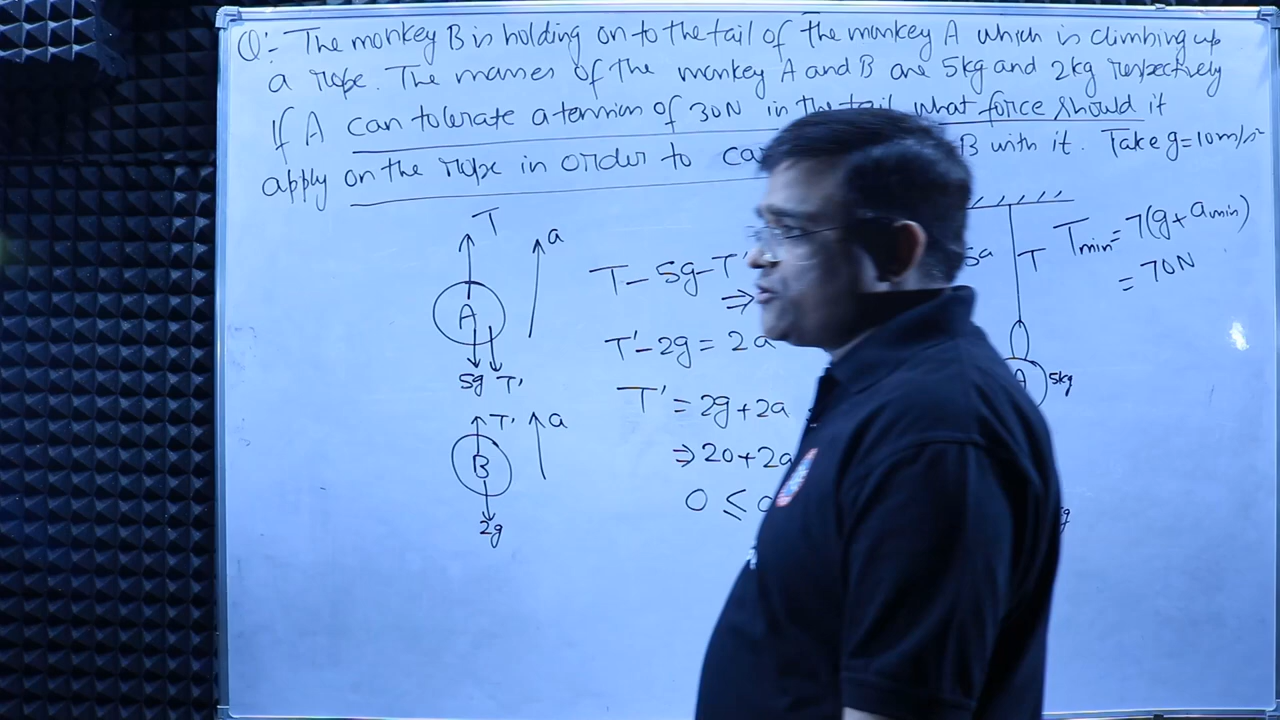 Q:- The monkey B is holding on to the tail of the monkey A which is climbing up
a rope. The masses of the monkey A and B are 5kg and 2kg respectively
If A can tolerate a tension of 30N in the tail what force should it
apply on the rope in order to B with it. Take g=10m/s²
T
a
T - 5g - T'
⇒
5a
T
Tmin = 7(g + amin)
= 70N
A
5g T'
T' - 2g = 2a
A 5kg
T' a
T' = 2g + 2a
B
⇒ 20 + 2a
2g
0 ≤